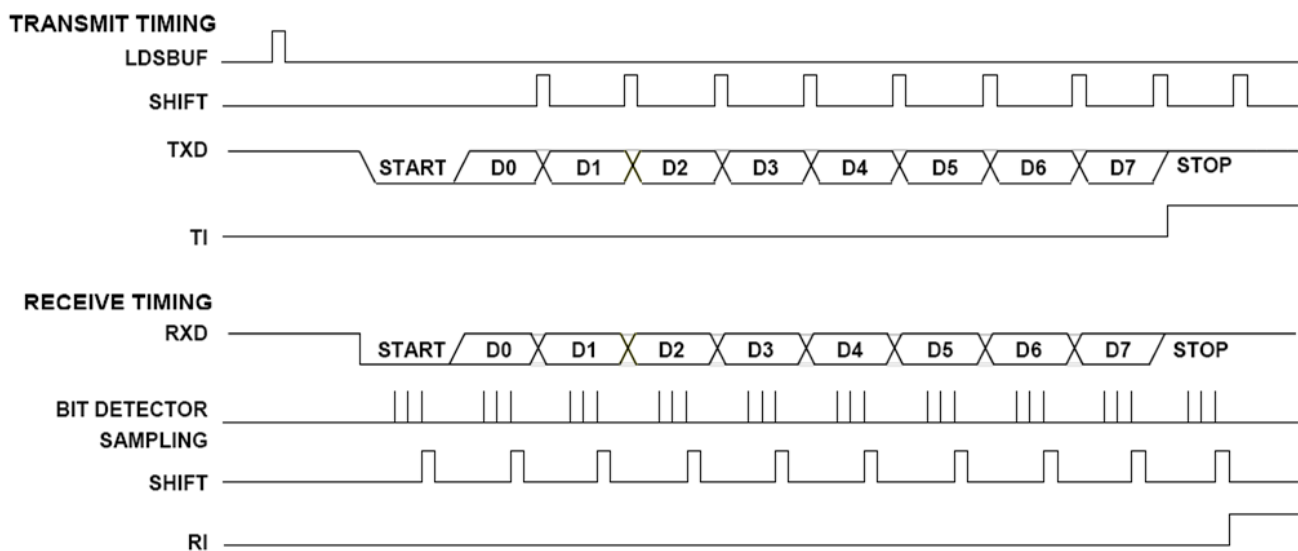 TRANSMIT TIMING
LDSBUF
SHIFT
TXD START D0 D1 D2 D3 D4 D5 D6 D7 STOP
TI
RECEIVE TIMING
RXD START D0 D1 D2 D3 D4 D5 D6 D7 STOP
BIT DETECTOR
SAMPLING
SHIFT
RI